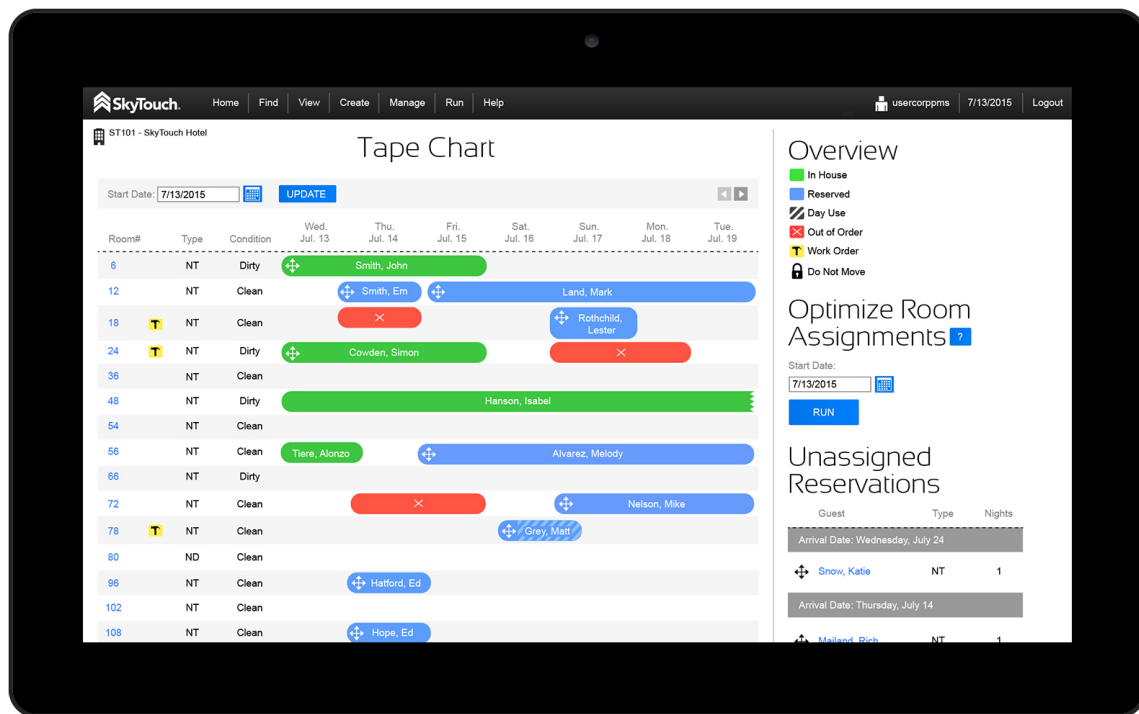 SkyTouch. Home Find View Create Manage Run Help usercorppms 7/13/2015 Logout
ST101 - SkyTouch Hotel
Tape Chart
Start Date: 7/13/2015 UPDATE
Room# Type Condition Wed. Jul. 13 Thu. Jul. 14 Fri. Jul. 15 Sat. Jul. 16 Sun. Jul. 17 Mon. Jul. 18 Tue. Jul. 19
6 NT Dirty Smith, John
12 NT Clean Smith, Em Land, Mark
18 T NT Clean Rothchild, Lester
24 T NT Dirty Cowden, Simon
36 NT Clean
48 NT Dirty Hanson, Isabel
54 NT Clean
56 NT Clean Tiere, Alonzo Alvarez, Melody
66 NT Dirty
72 NT Clean Nelson, Mike
78 T NT Clean Grey, Matt
80 ND Clean
96 NT Clean Hatford, Ed
102 NT Clean
108 NT Clean Hope, Ed
Overview
In House
Reserved
Day Use
Out of Order
T Work Order
Do Not Move
Optimize Room
Assignments ?
Start Date:
7/13/2015
RUN
Unassigned
Reservations
Guest Type Nights
Arrival Date: Wednesday, July 24
Snow, Katie NT 1
Arrival Date: Thursday, July 14
Mailand, Rich NT 1